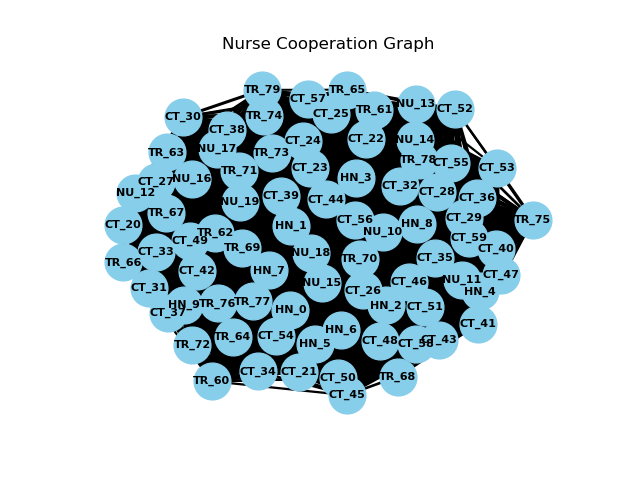 Nurse Cooperation Graph
TR_79
CT_57
TR_65
CT_25
TR_61
NU_13
CT_52
CT_30
TR_74
CT_38
CT_24
CT_22
NU_14
TR_63
NU_17
TR_73
TR_78
CT_55
CT_53
TR_71
CT_23
HN_3
CT_27
NU_16
CT_32
CT_28
NU_12
CT_36
CT_39
CT_44
NU_19
TR_67
CT_20
HN_1
CT_56
NU_10
HN_8
CT_29
TR_75
TR_62
CT_49
CT_59
TR_69
CT_33
NU_18
CT_40
TR_66
TR_70
CT_35
CT_42
HN_7
CT_47
CT_31
NU_15
CT_26
CT_46
NU_11
HN_4
HN_9
TR_76
TR_77
HN_2
CT_51
CT_37
HN_0
CT_41
HN_6
TR_72
TR_64
CT_54
HN_5
CT_48
CT_58
CT_43
CT_34
CT_21
CT_50
TR_68
TR_60
CT_45